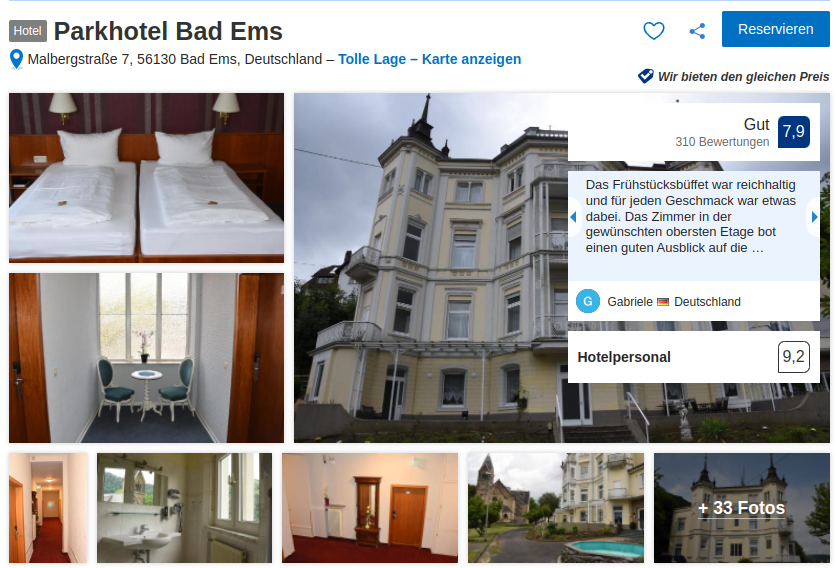 Hotel Parkhotel Bad Ems
Reservieren
Malbergstraße 7, 56130 Bad Ems, Deutschland – Tolle Lage – Karte anzeigen
Wir bieten den gleichen Preis
Gut
7,9
310 Bewertungen
Das Frühstücksbüffet war reichhaltig
und für jeden Geschmack war etwas
dabei. Das Zimmer in der
gewünschten obersten Etage bot
einen guten Ausblick auf die …
G Gabriele Deutschland
Hotelpersonal 9,2
+ 33 Fotos